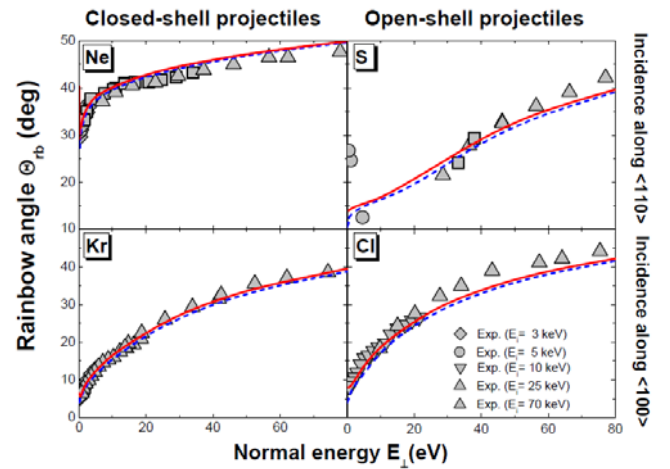 Closed-shell projectiles Open-shell projectiles
Ne
S
Kr
Cl
50
40
30
20
10
40
30
20
10
0
0 20 40 60 0 20 40 60 80
Exp. (Ei= 3 keV)
Exp. (Ei= 5 keV)
Exp. (Ei= 10 keV)
Exp. (Ei= 25 keV)
Exp. (Ei= 70 keV)
Rainbow angle Θrb (deg)
Normal energy E⊥(eV)
Incidence along <110>
Incidence along <100>